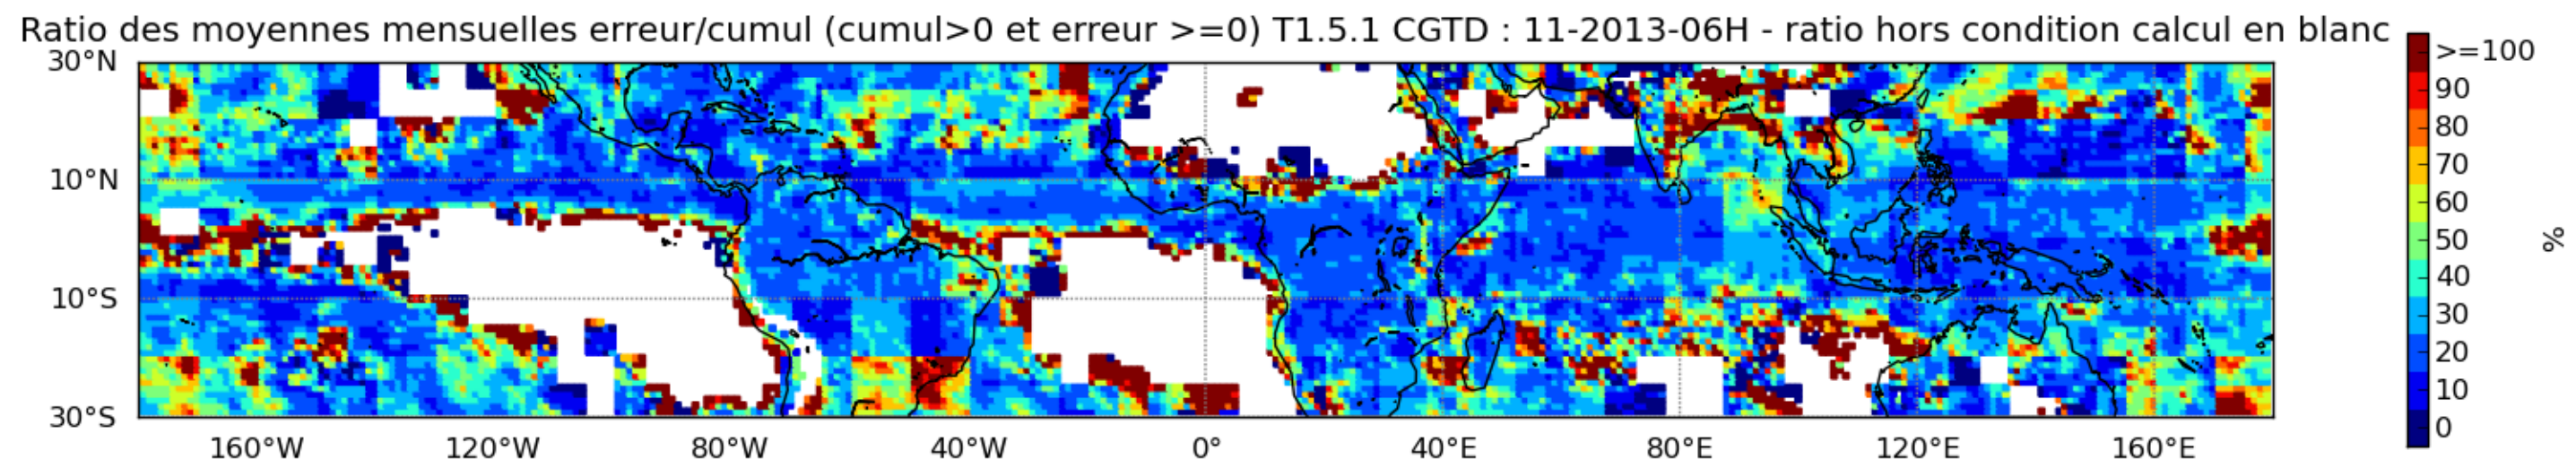 Ratio des moyennes mensuelles erreur/cumul (cumul>0 et erreur >=0) T1.5.1 CGTD : 11-2013-06H - ratio hors condition calcul en blanc
30°N
10°N
10°S
30°S
160°W 120°W 80°W 40°W 0° 40°E 80°E 120°E 160°E
>=100
90
80
70
60
50
40
30
20
10
0
%